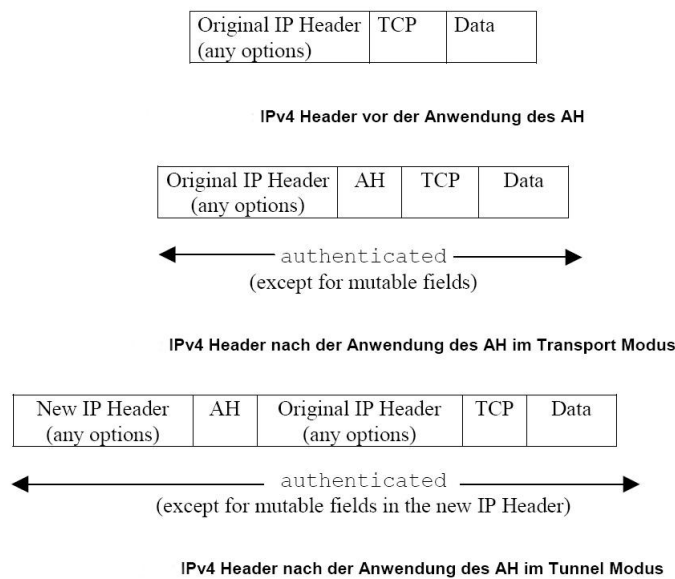 Original IP Header TCP Data
(any options)
IPv4 Header vor der Anwendung des AH
Original IP Header AH TCP Data
(any options)
authenticated
(except for mutable fields)
IPv4 Header nach der Anwendung des AH im Transport Modus
New IP Header AH Original IP Header TCP Data
(any options) (any options)
authenticated
(except for mutable fields in the new IP Header)
IPv4 Header nach der Anwendung des AH im Tunnel Modus